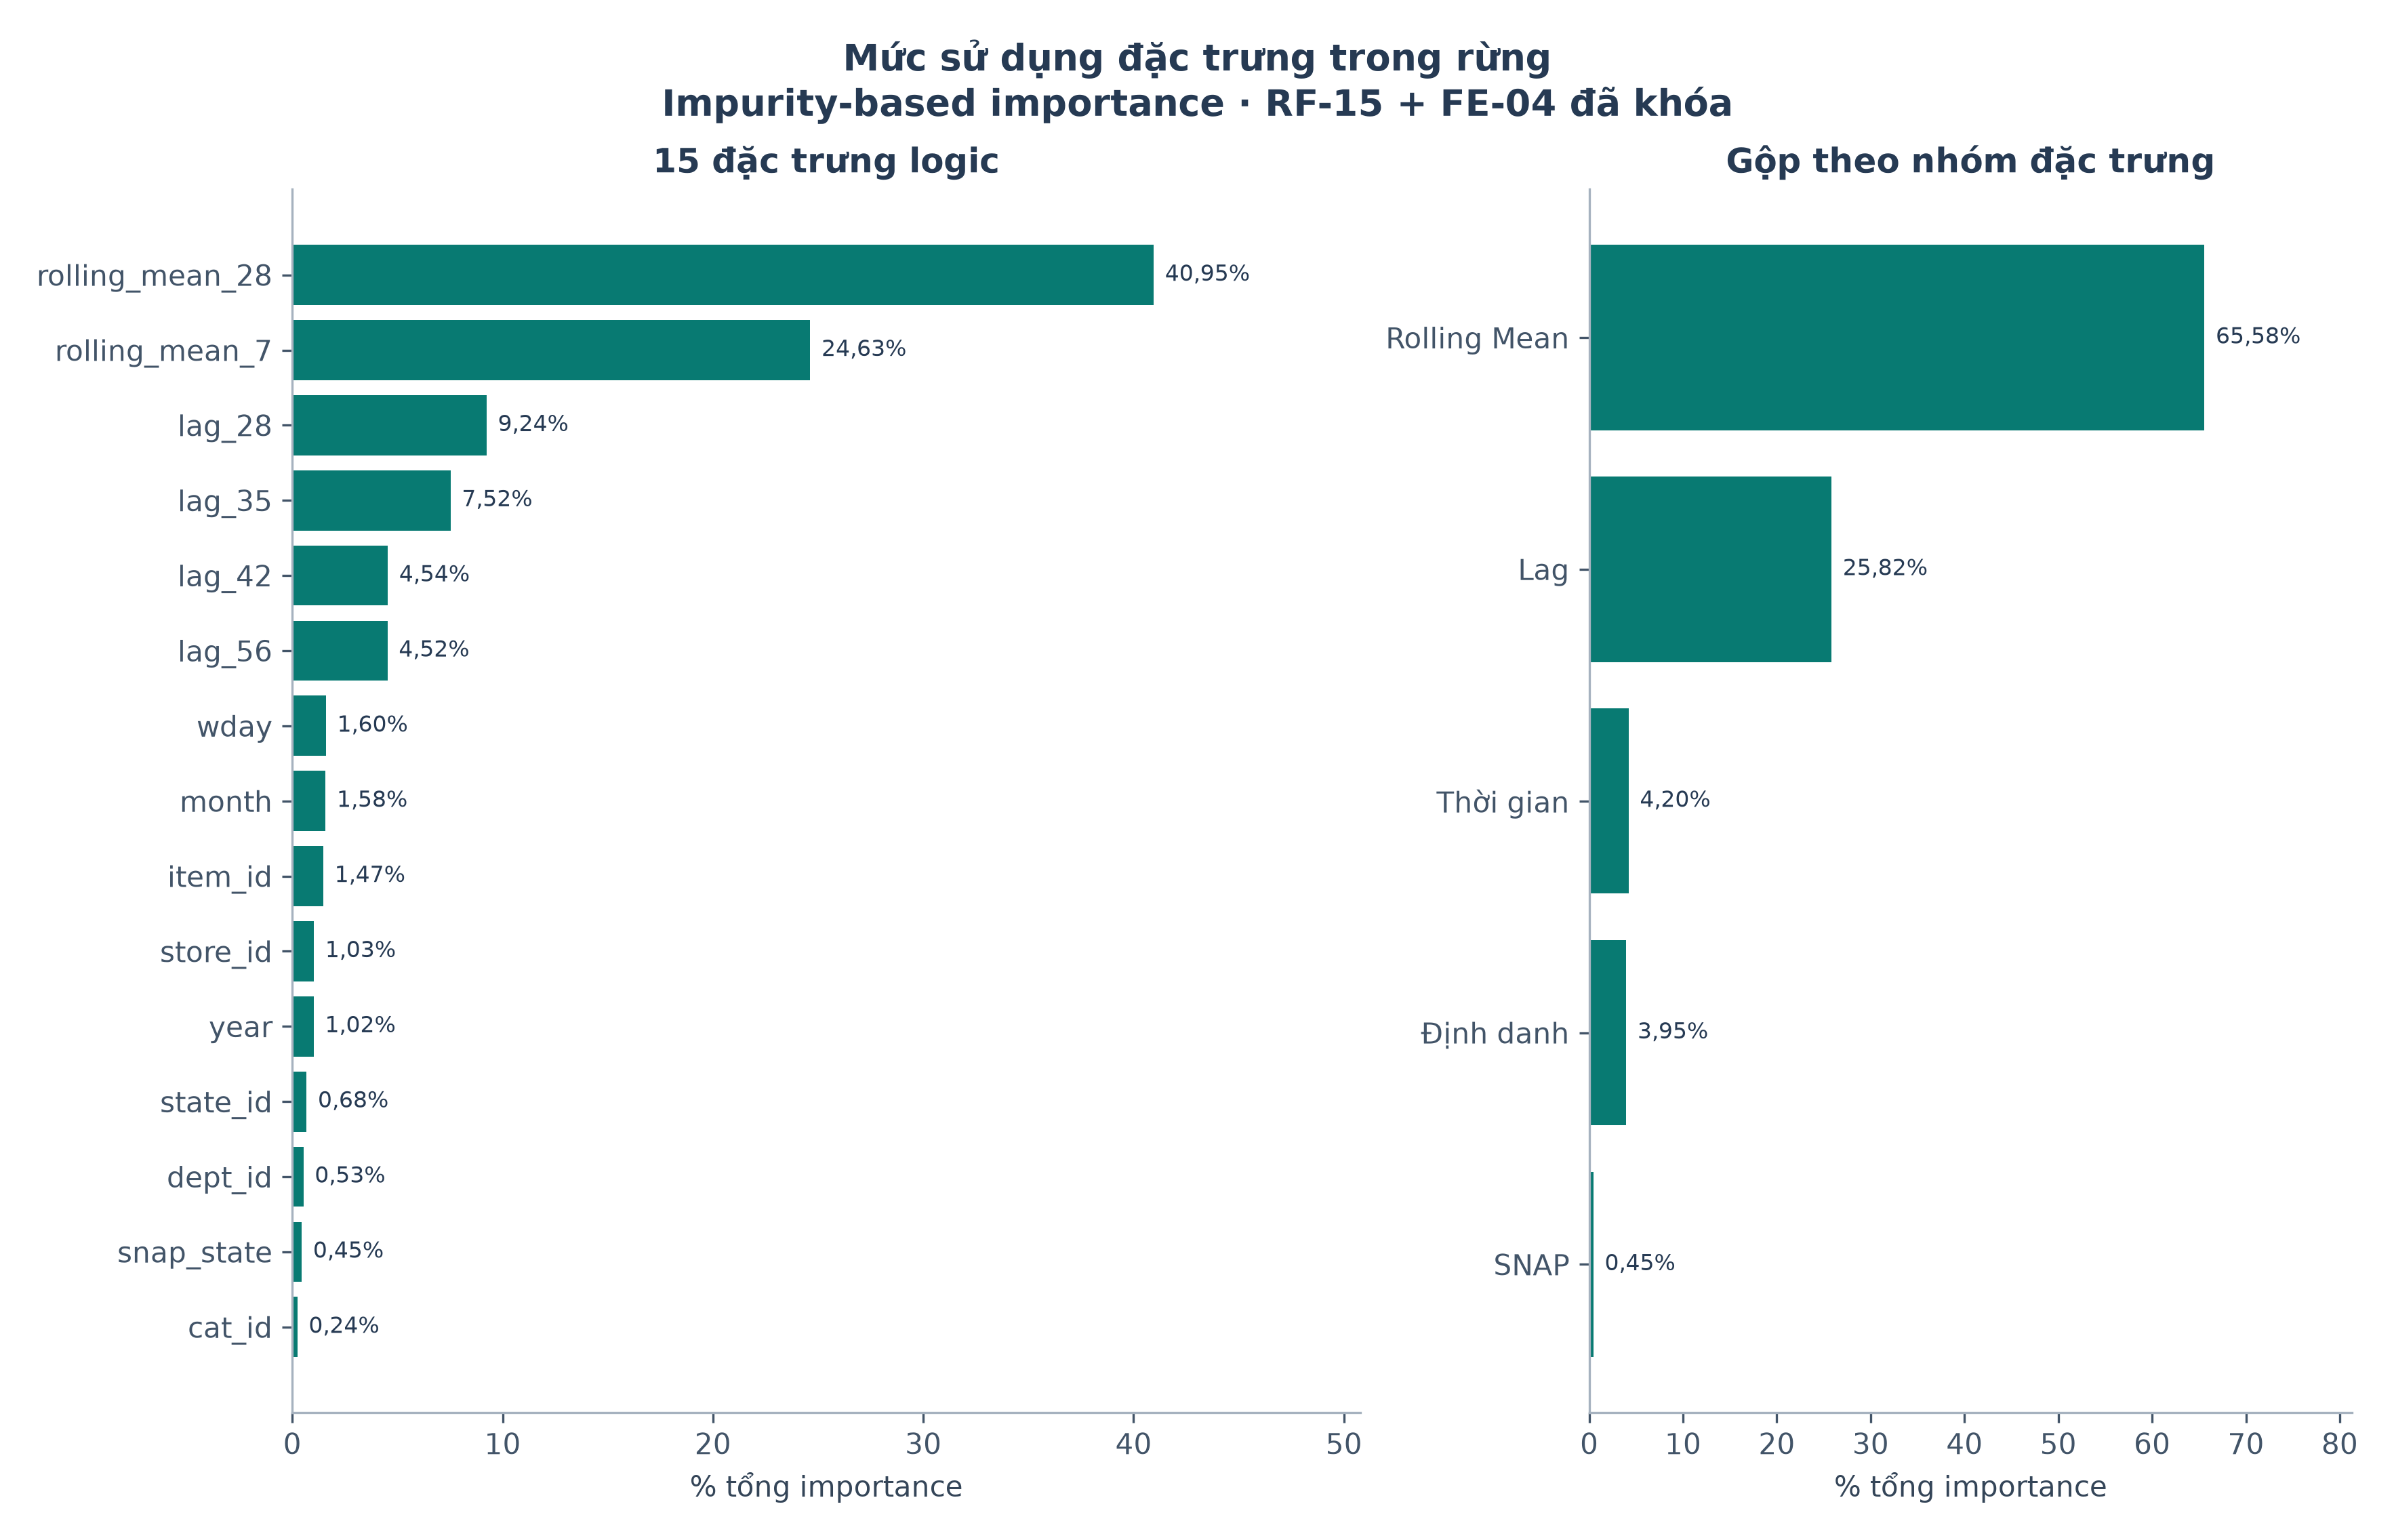 Mức sử dụng đặc trưng trong rừng
Impurity-based importance · RF-15 + FE-04 đã khóa
15 đặc trưng logic
rolling_mean_28 40,95%
rolling_mean_7 24,63%
lag_28 9,24%
lag_35 7,52%
lag_42 4,54%
lag_56 4,52%
wday 1,60%
month 1,58%
item_id 1,47%
store_id 1,03%
year 1,02%
state_id 0,68%
dept_id 0,53%
snap_state 0,45%
cat_id 0,24%
0 10 20 30 40 50
% tổng importance
Gộp theo nhóm đặc trưng
Rolling Mean 65,58%
Lag 25,82%
Thời gian 4,20%
Định danh 3,95%
SNAP 0,45%
0 10 20 30 40 50 60 70 80
% tổng importance